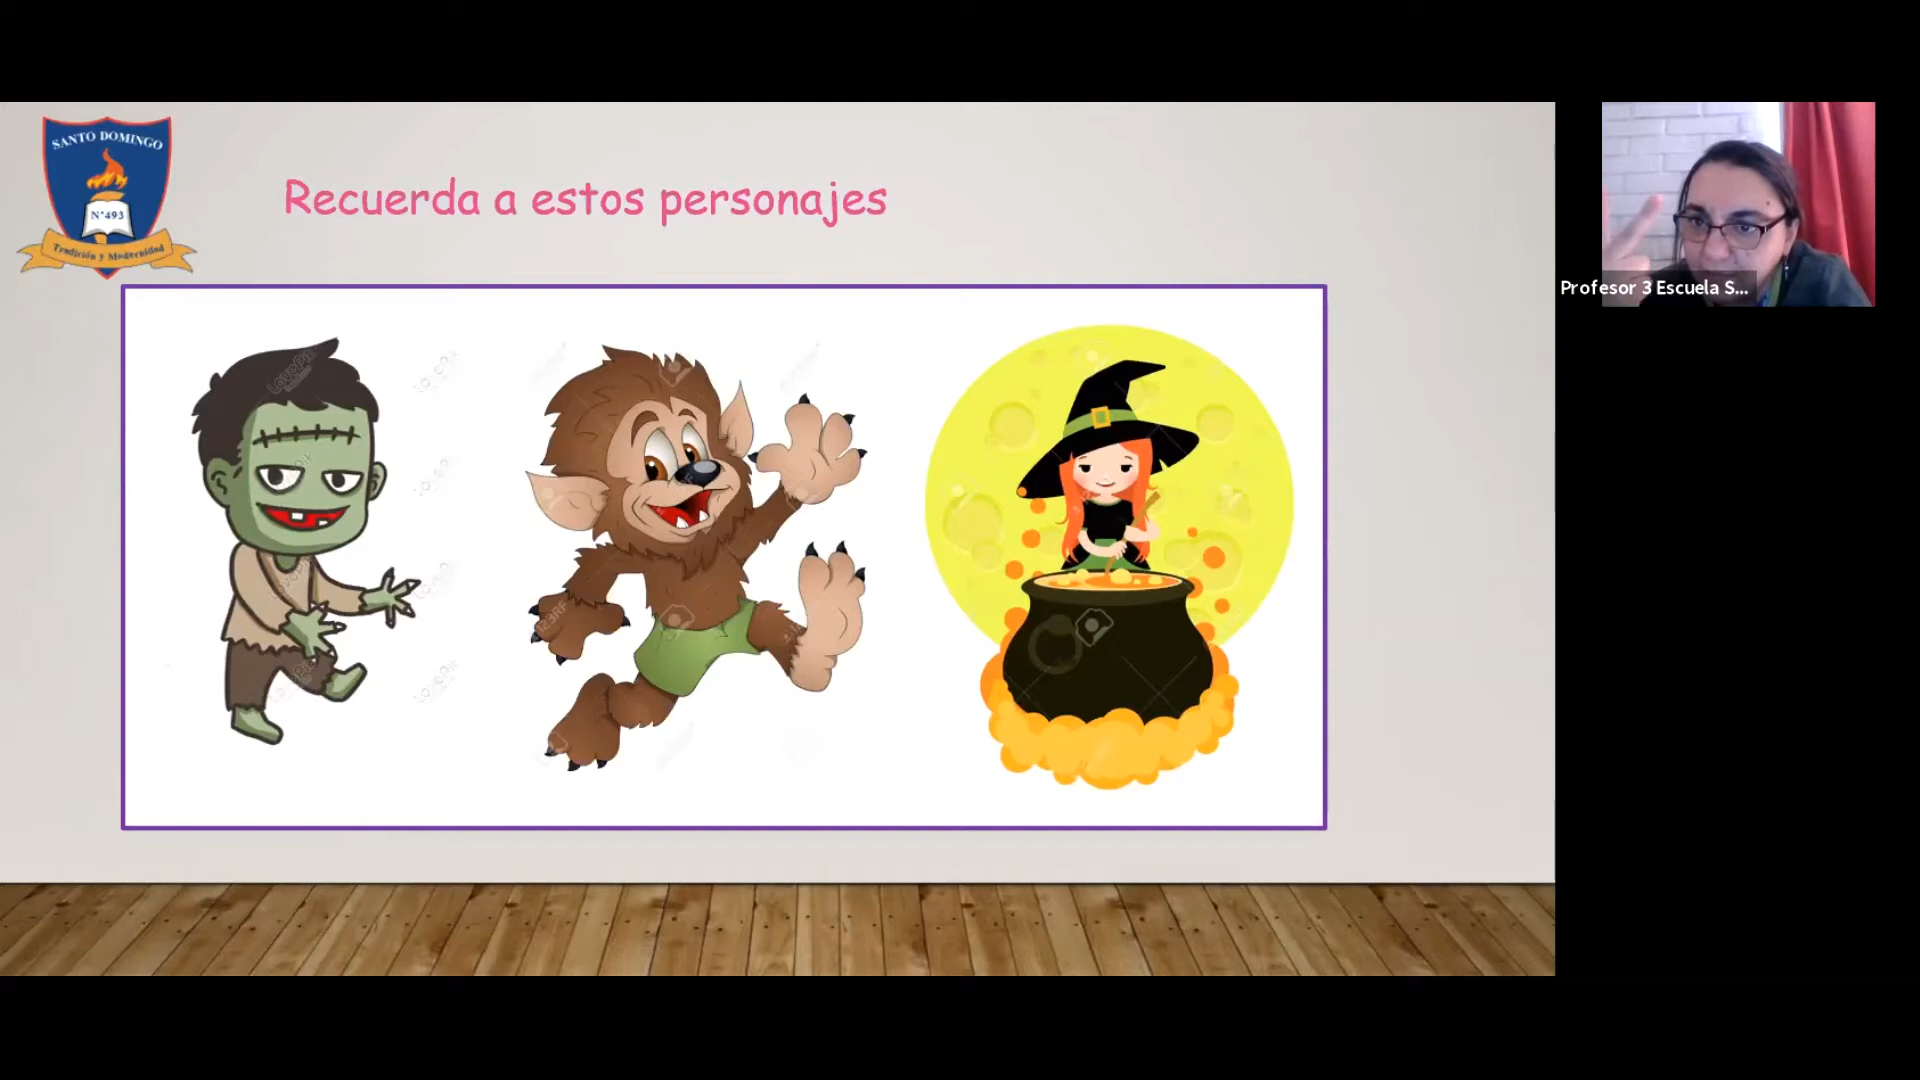 SANTO DOMINGO
N°493
Tradición y Modernidad
Recuerda a estos personajes
Profesor 3 Escuela S...